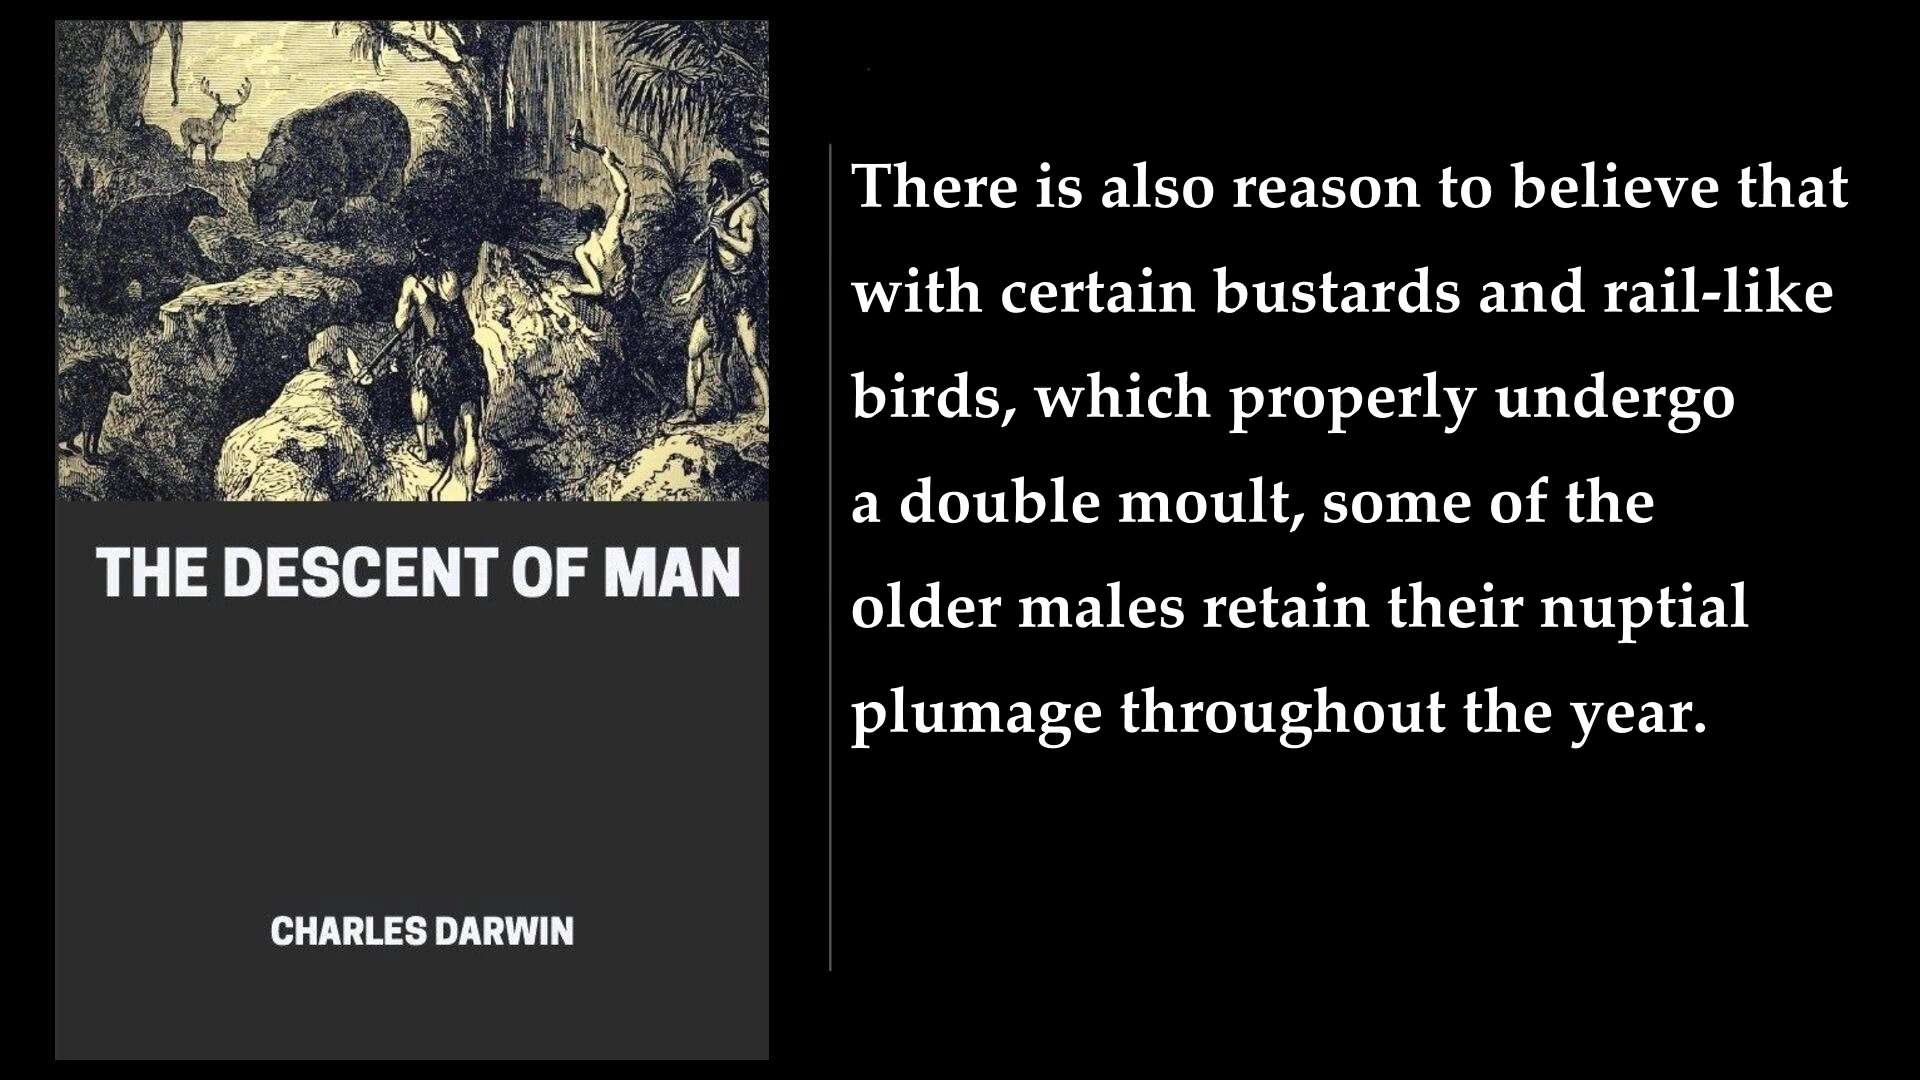 THE DESCENT OF MAN
CHARLES DARWIN
There is also reason to believe that
with certain bustards and rail-like
birds, which properly undergo
a double moult, some of the
older males retain their nuptial
plumage throughout the year.